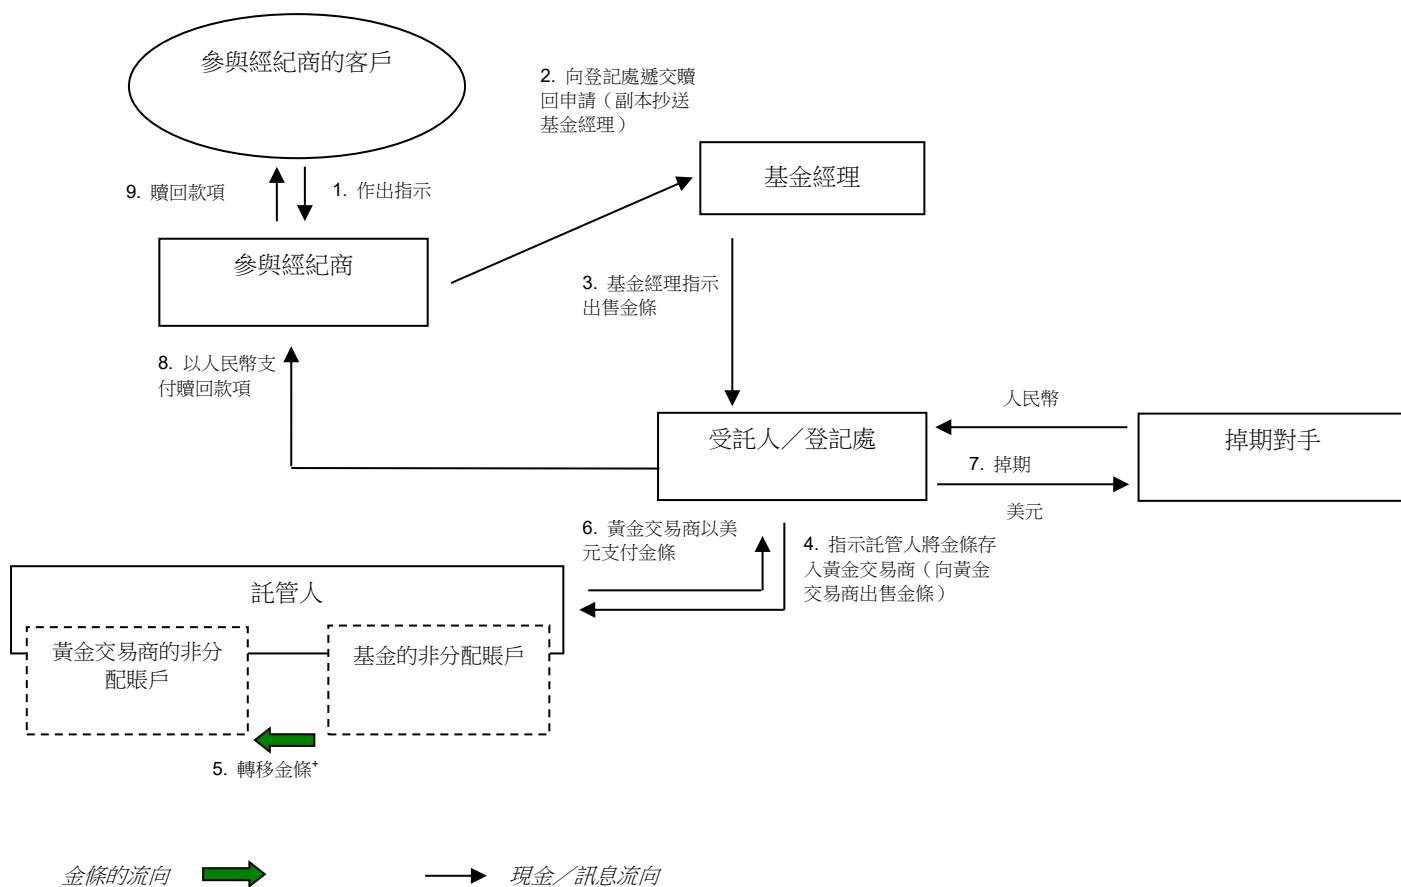 參與經紀商的客戶
2. 向登記處遞交贖
回申請（副本抄送
基金經理）
基金經理
9. 贖回款項
1. 作出指示
參與經紀商
3. 基金經理指示
出售金條
8. 以人民幣支
付贖回款項
人民幣
受託人／登記處
掉期對手
7. 掉期
美元
6. 黃金交易商以美
元支付金條
4. 指示託管人將金條存
入黃金交易商（向黃金
交易商出售金條）
託管人
黃金交易商的非分
配賬戶
基金的非分配賬戶
5. 轉移金條+
金條的流向
現金／訊息流向